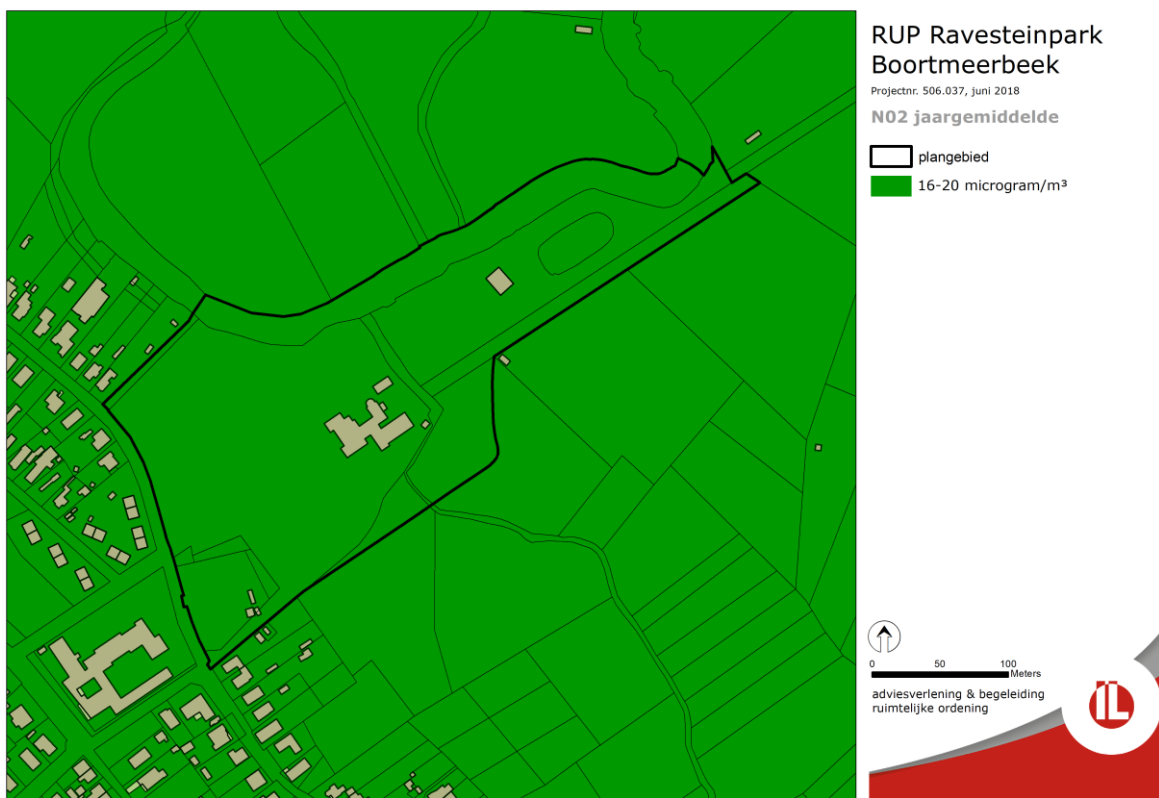 RUP Ravesteinpark
Boortmeerbeek
Projectnr. 506.037, juni 2018
N02 jaargemiddelde
plangebied
16-20 microgram/m³
0 50 100
Meters
adviesverlening & begeleiding
ruimtelijke ordening
IL